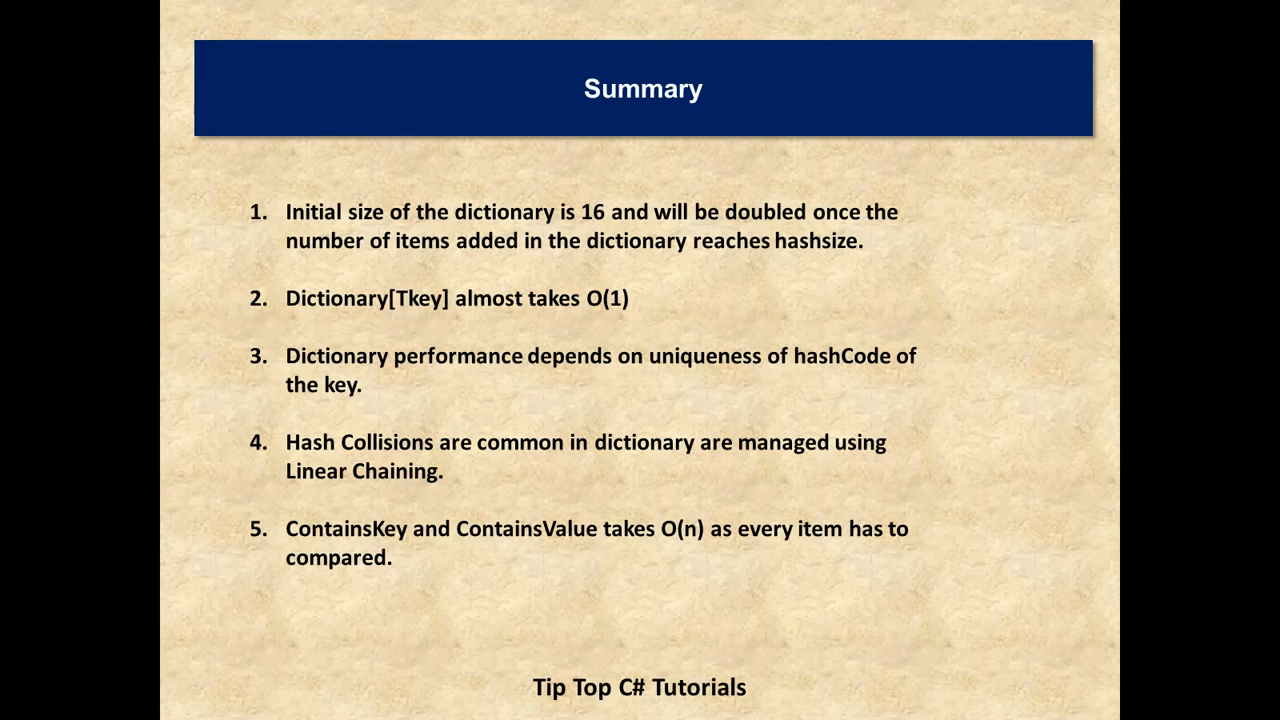 Summary
1. Initial size of the dictionary is 16 and will be doubled once the
number of items added in the dictionary reaches hashsize.
2. Dictionary[Tkey] almost takes O(1)
3. Dictionary performance depends on uniqueness of hashCode of
the key.
4. Hash Collisions are common in dictionary are managed using
Linear Chaining.
5. ContainsKey and ContainsValue takes O(n) as every item has to
compared.
Tip Top C# Tutorials